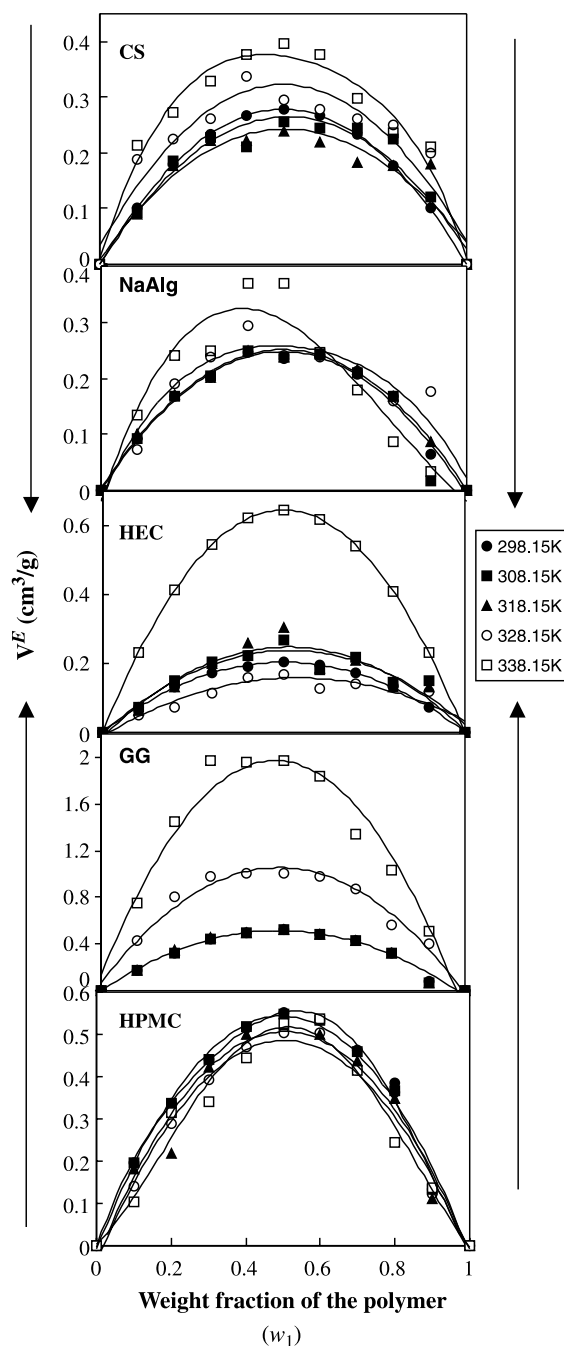 CS
0.4
0.3
0.2
0.1
0
NaAlg
0.4
0.3
0.2
0.1
0
HEC
0.6
0.4
0.2
0
GG
2
1.6
1.2
0.8
0.4
0
HPMC
0.6
0.5
0.4
0.3
0.2
0.1
0
0 0.2 0.4 0.6 0.8 1
V^E (cm³/g)
298.15K
308.15K
318.15K
328.15K
338.15K
Weight fraction of the polymer
(w₁)